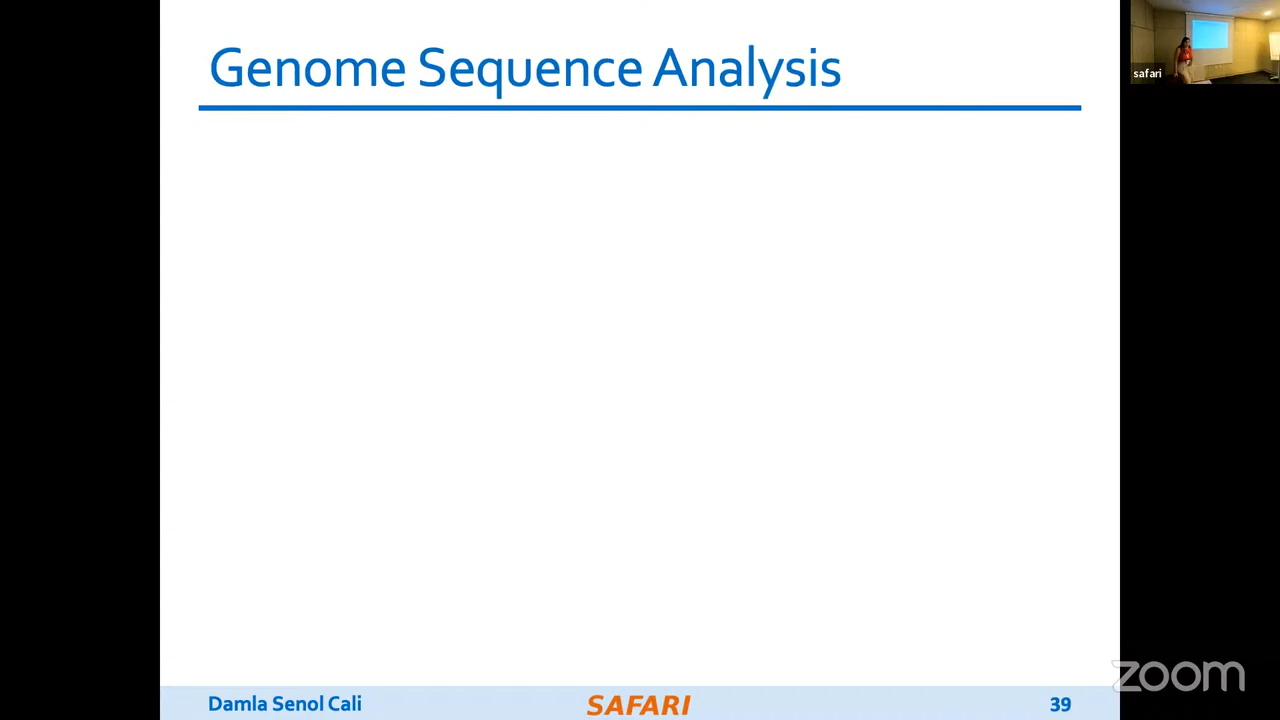 Genome Sequence Analysis
safari
Damla Senol Cali
SAFARI
39
zoom